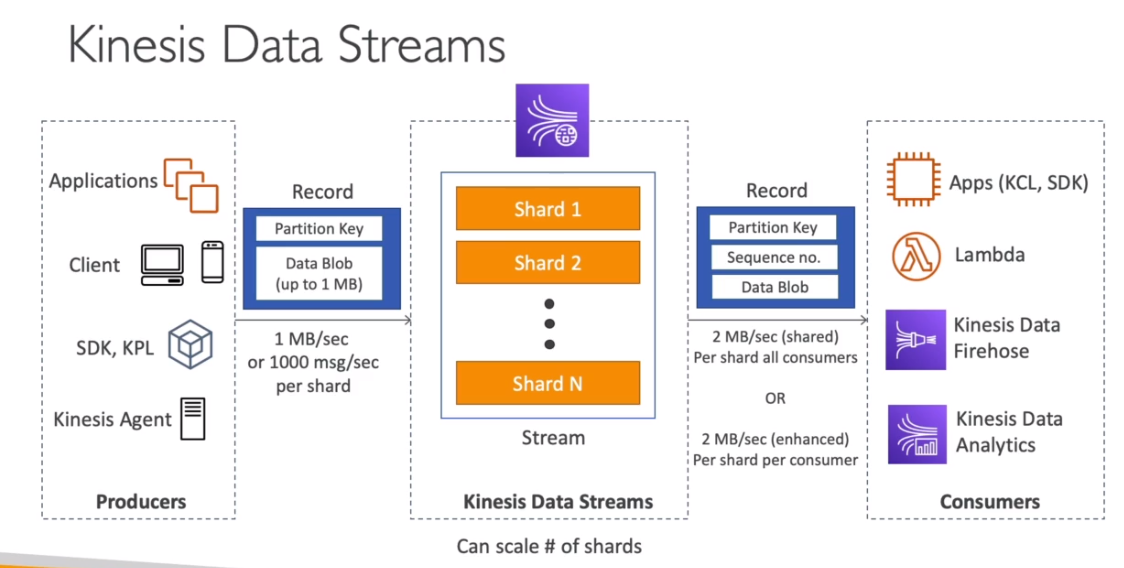 Kinesis Data Streams
Applications
Client
SDK, KPL
Kinesis Agent
Producers
Record
Partition Key
Data Blob
(up to 1 MB)
1 MB/sec
or 1000 msg/sec
per shard
Shard 1
Shard 2
Shard N
Stream
Kinesis Data Streams
Can scale # of shards
Record
Partition Key
Sequence no.
Data Blob
2 MB/sec (shared)
Per shard all consumers
OR
2 MB/sec (enhanced)
Per shard per consumer
Apps (KCL, SDK)
Lambda
Kinesis Data
Firehose
Kinesis Data
Analytics
Consumers